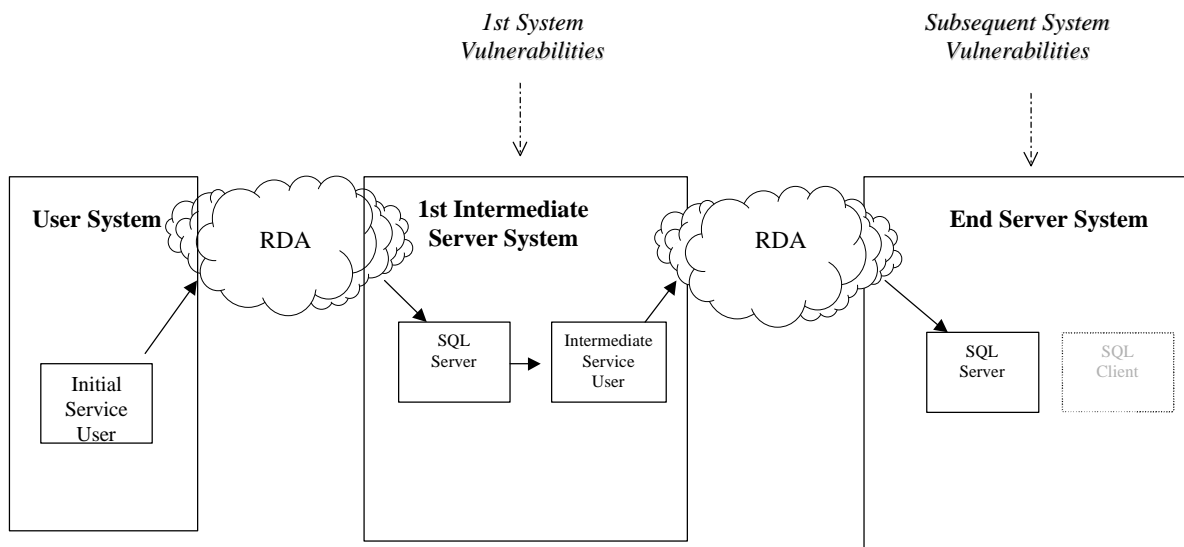 1st System
Vulnerabilities
Subsequent System
Vulnerabilities
User System
RDA
1st Intermediate
Server System
RDA
End Server System
Initial
Service
User
SQL
Server
Intermediate
Service
User
SQL
Server
SQL
Client